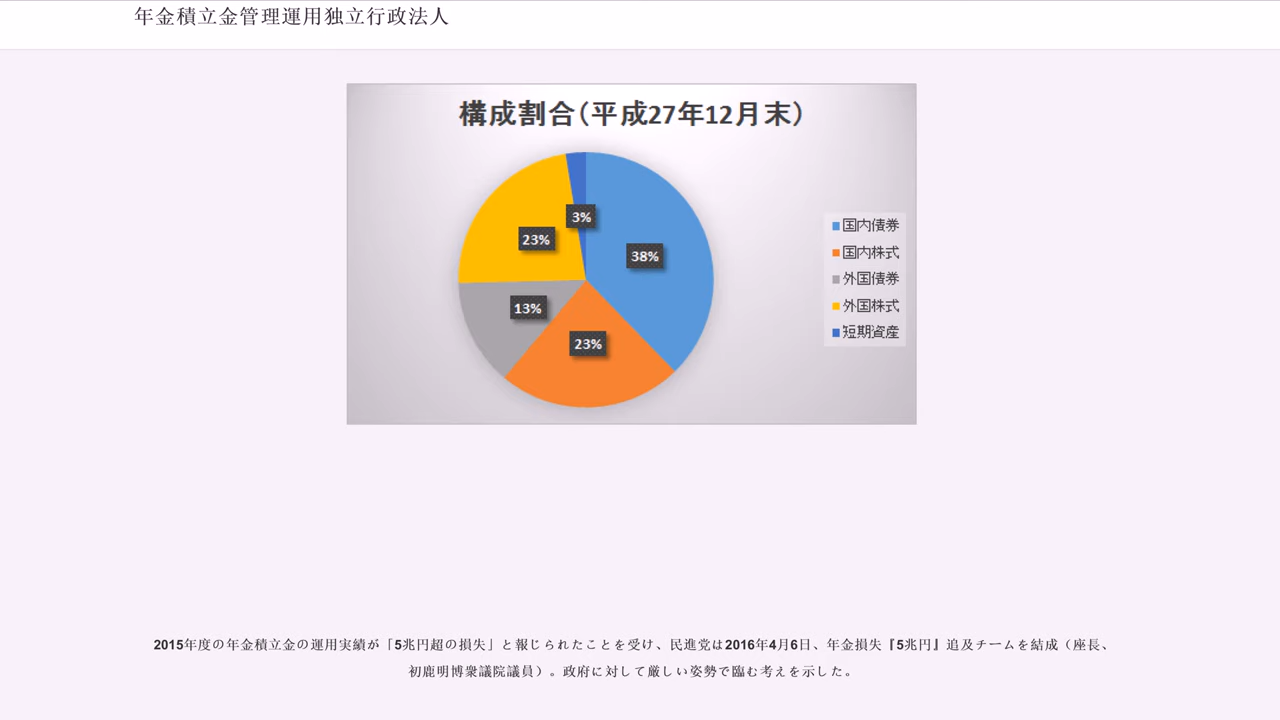 年金積立金管理運用独立行政法人
構成割合(平成27年12月末)
3%
23%
38%
13%
23%
国内債券
国内株式
外国債券
外国株式
短期資産
2015年度の年金積立金の運用実績が「5兆円超の損失」と報じられたことを受け、民進党は2016年4月6日、年金損失『5兆円』追及チームを結成（座長、
初鹿明博衆議院議員）。政府に対して厳しい姿勢で臨む考えを示した。